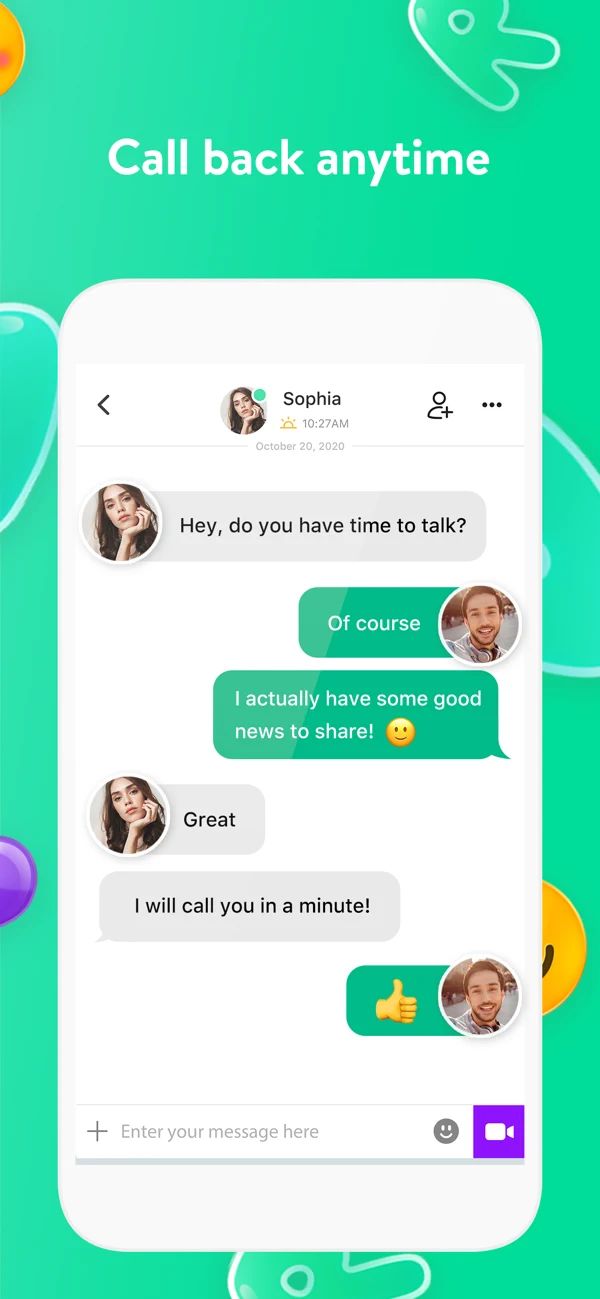 Call back anytime
Sophia
10:27AM
October 20, 2020
Hey, do you have time to talk?
Of course
I actually have some good
news to share! 🙂
Great
I will call you in a minute!
👍
Enter your message here